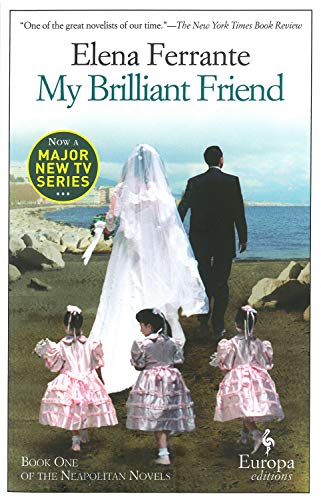 “One of the great novelists of our time.”—The New York Times Book Review
Elena Ferrante
My Brilliant Friend
Now a
MAJOR
NEW TV
SERIES
...
Book One
of the Neapolitan Novels
Europa
editions